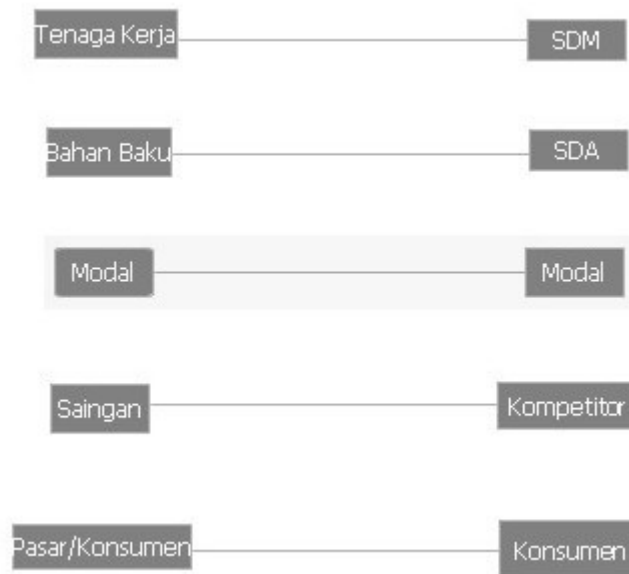 Tenaga Kerja SDM
Bahan Baku SDA
Modal Modal
Saingan Kompetitor
Pasar/Konsumen Konsumen